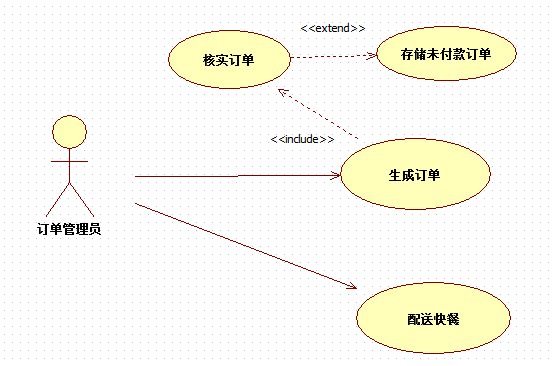 <<extend>>
核实订单
存储未付款订单
<<include>>
生成订单
订单管理员
配送快餐